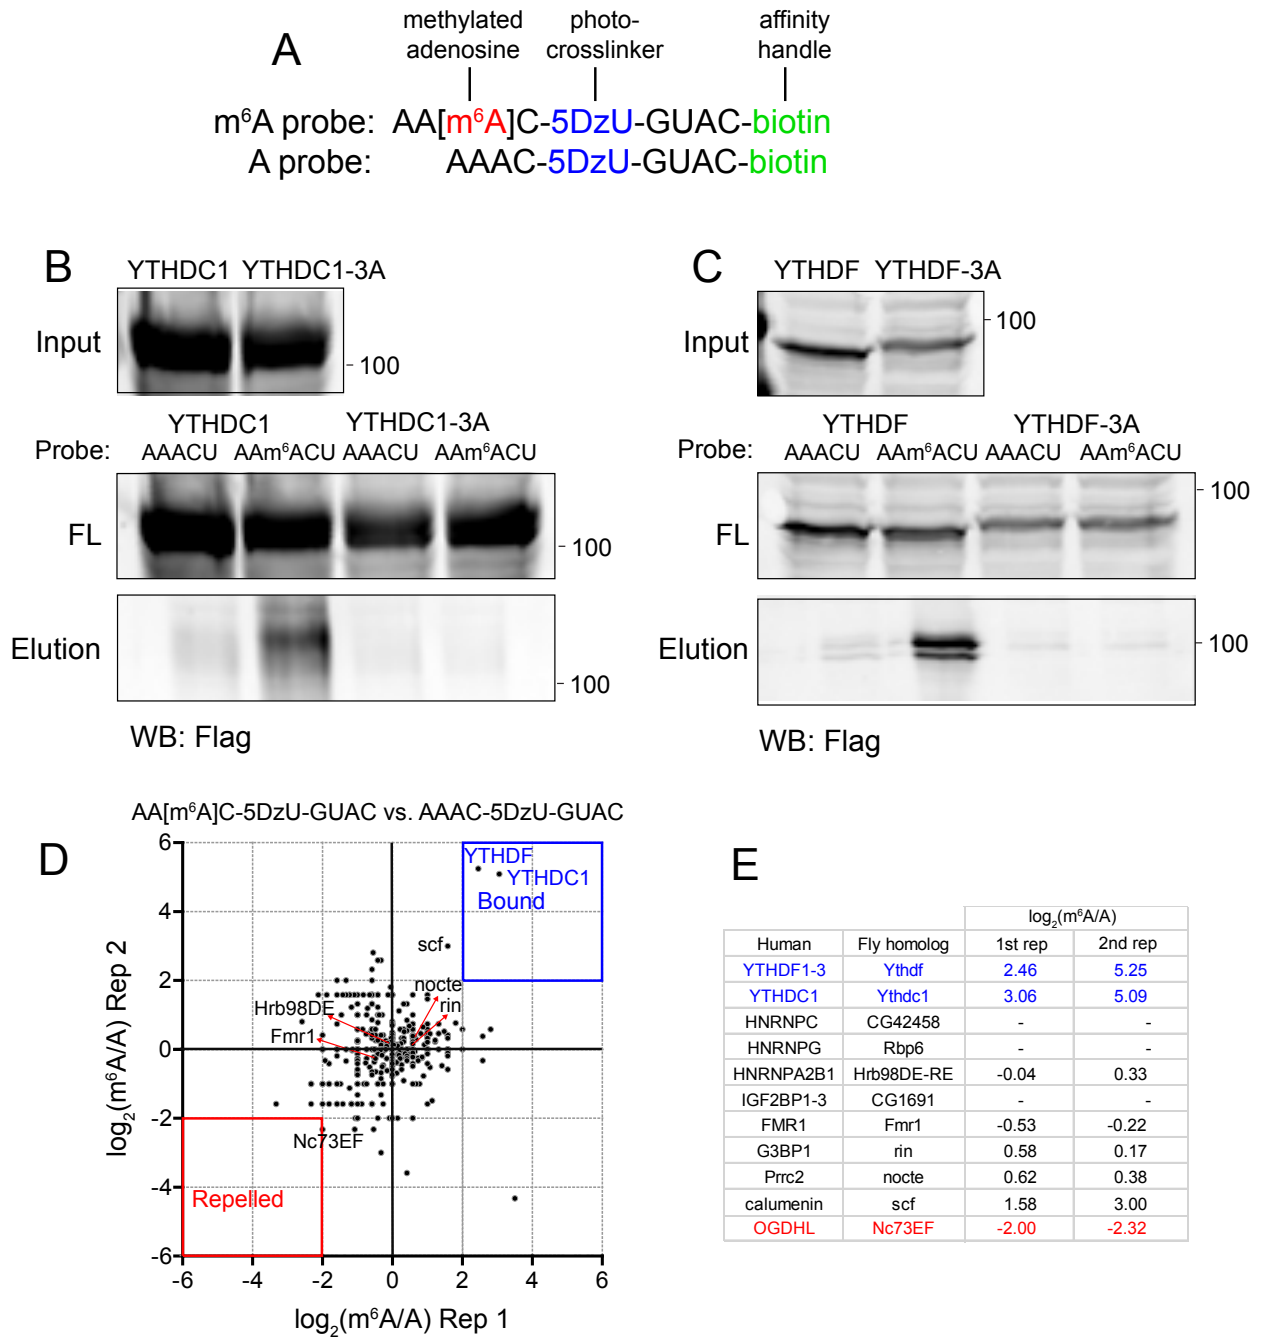 A
methylated adenosine
photo-crosslinker
affinity handle
m⁶A probe: AA[m⁶A]C-5DzU-GUAC-biotin
A probe: AAAC-5DzU-GUAC-biotin
B
YTHDC1 YTHDC1-3A
Input
100
YTHDC1 YTHDC1-3A
Probe: AAACU AAm⁶ACU AAACU AAm⁶ACU
FL
100
Elution
100
WB: Flag
C
YTHDF YTHDF-3A
Input
100
YTHDF YTHDF-3A
Probe: AAACU AAm⁶ACU AAACU AAm⁶ACU
FL
100
Elution
100
WB: Flag
D
AA[m⁶A]C-5DzU-GUAC vs. AAAC-5DzU-GUAC
log₂(m⁶A/A) Rep 2
6
4
2
0
-2
-4
-6
YTHDF
YTHDC1
Bound
scf
nocte
rin
Hrb98DE
Fmr1
Nc73EF
Repelled
-6 -4 -2 0 2 4 6
log₂(m⁶A/A) Rep 1
E
log₂(m⁶A/A)
Human Fly homolog 1st rep 2nd rep
YTHDF1-3 Ythdf 2.46 5.25
YTHDC1 Ythdc1 3.06 5.09
HNRNPC CG42458 - -
HNRNPG Rbp6 - -
HNRNPA2B1 Hrb98DE-RE -0.04 0.33
IGF2BP1-3 CG1691 - -
FMR1 Fmr1 -0.53 -0.22
G3BP1 rin 0.58 0.17
Prrc2 nocte 0.62 0.38
calumenin scf 1.58 3.00
OGDHL Nc73EF -2.00 -2.32